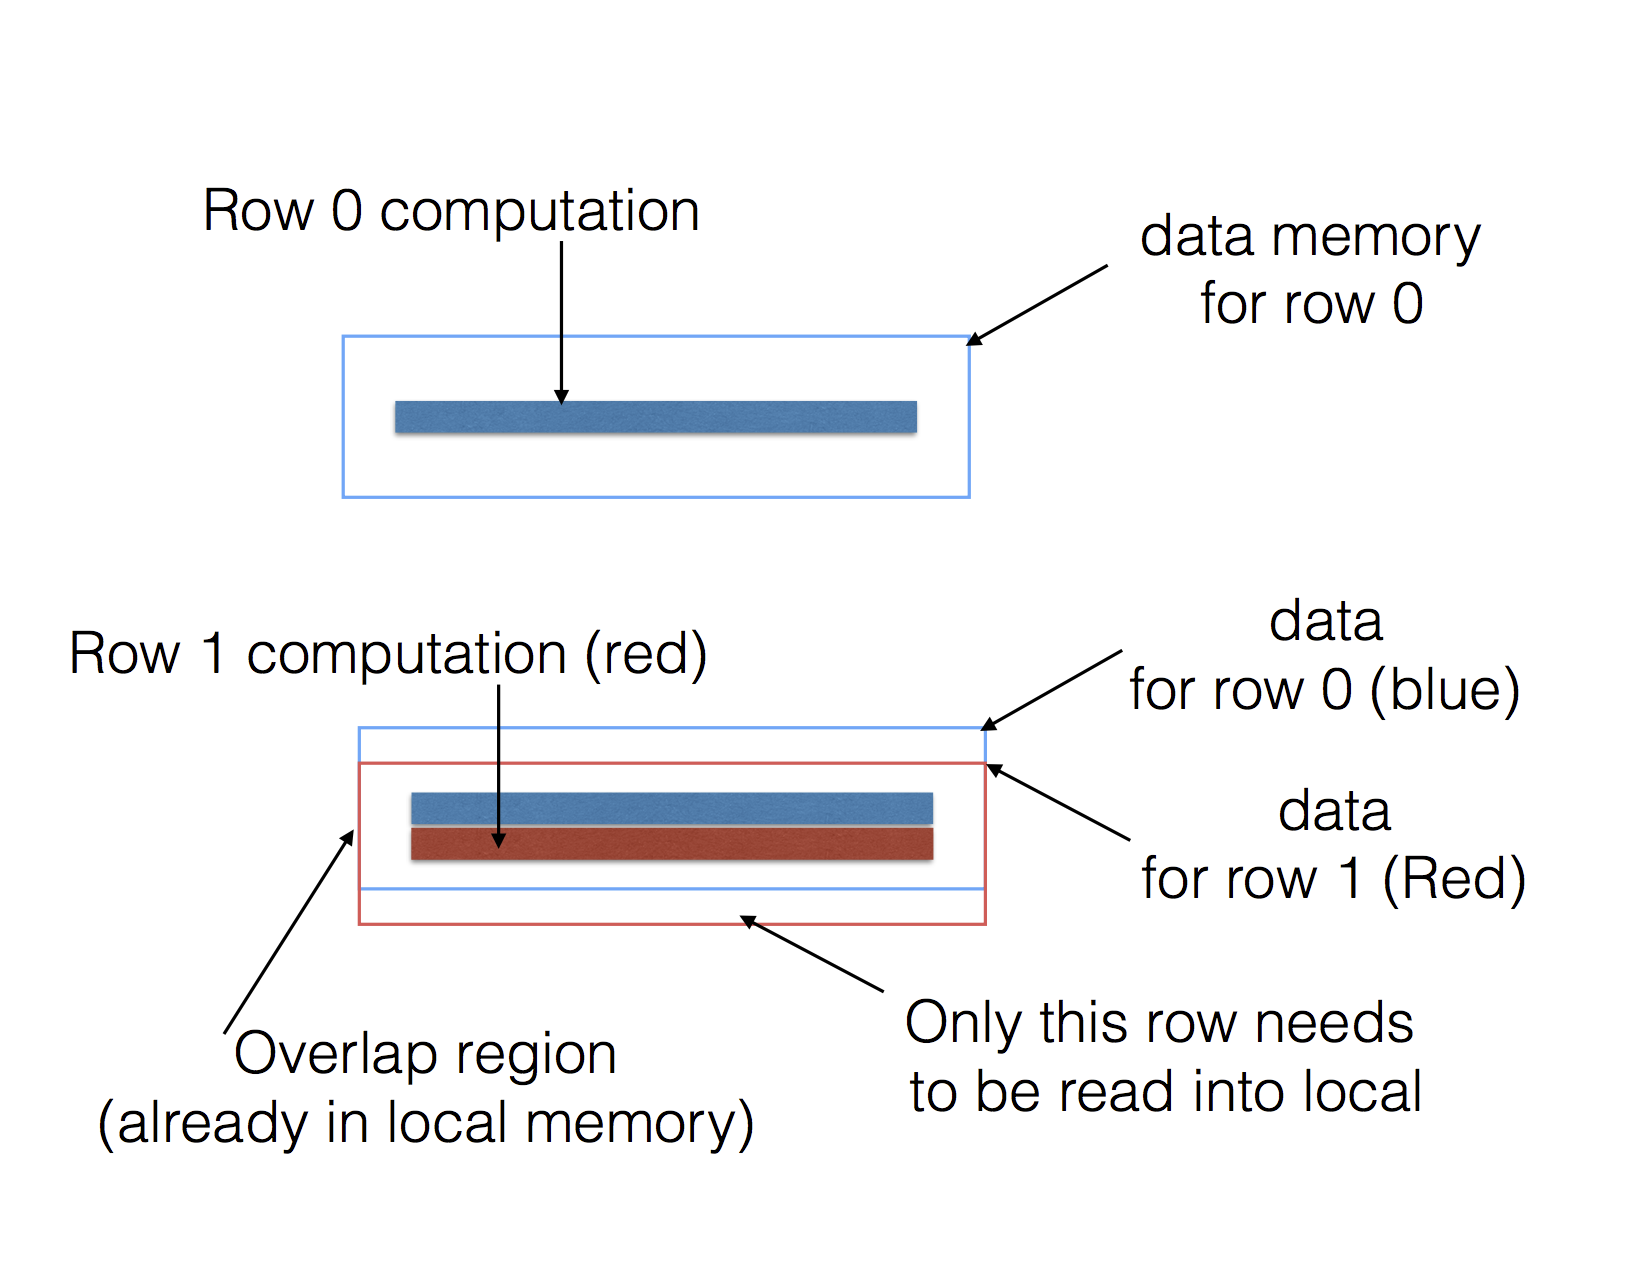 Row 0 computation
data memory
for row 0
Row 1 computation (red)
data
for row 0 (blue)
data
for row 1 (Red)
Overlap region
(already in local memory)
Only this row needs
to be read into local